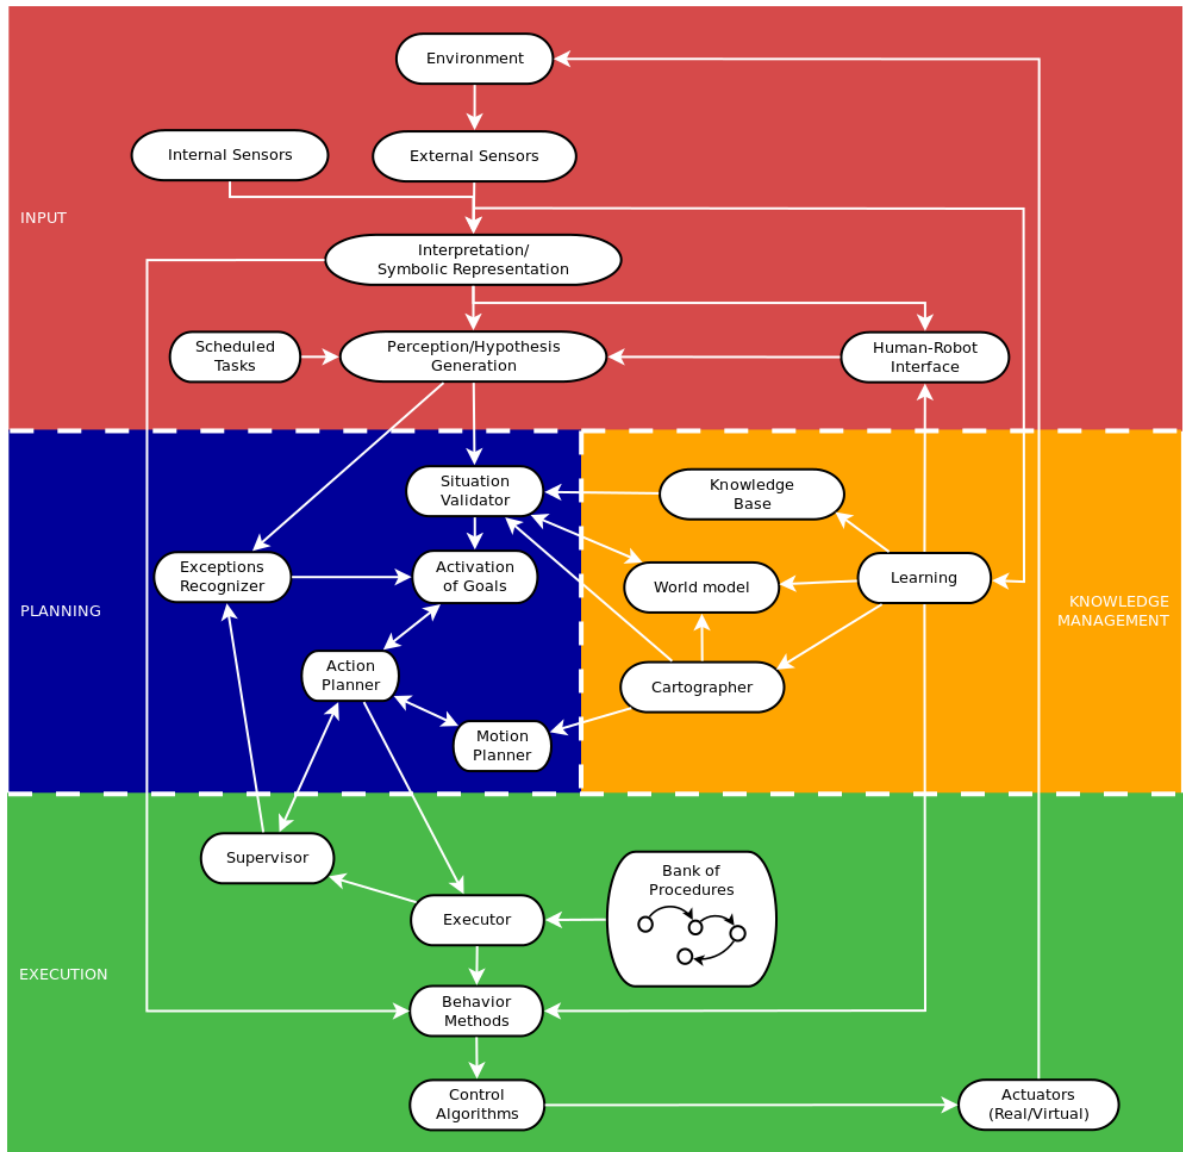 Environment
Internal Sensors
External Sensors
INPUT
Interpretation/
Symbolic Representation
Scheduled
Tasks
Perception/Hypothesis
Generation
Human-Robot
Interface
Situation
Validator
Knowledge
Base
Exceptions
Recognizer
Activation
of Goals
World model
Learning
PLANNING
KNOWLEDGE
MANAGEMENT
Action
Planner
Cartographer
Motion
Planner
Supervisor
Bank of
Procedures
Executor
EXECUTION
Behavior
Methods
Control
Algorithms
Actuators
(Real/Virtual)